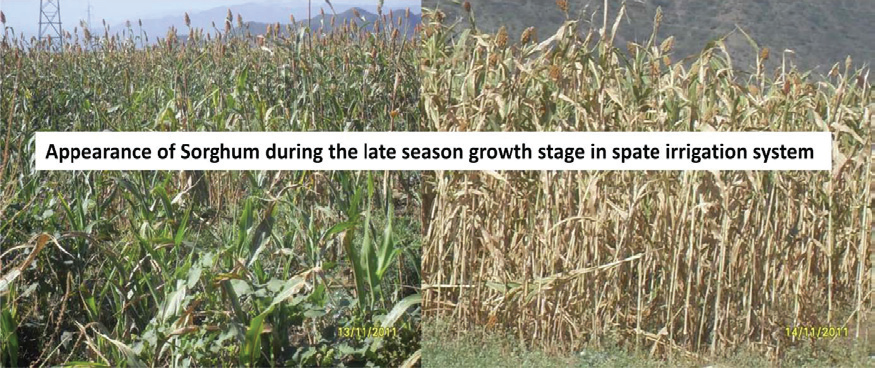 Appearance of Sorghum during the late season growth stage in spate irrigation system
13/11/2011
14/11/2011